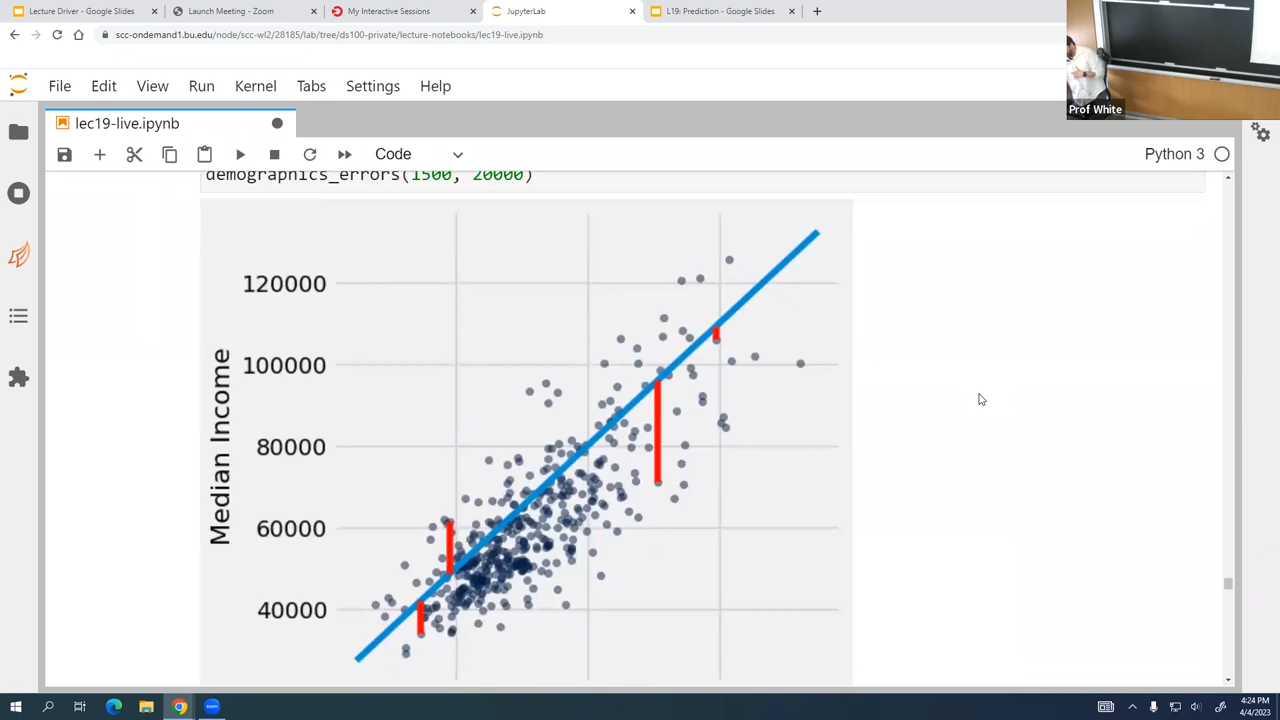 Lecture Driver - Google Slides
Launch Meeting - Zoom
My Interactive Sessions
JupyterLab
L19: Prediction - Google Slides
scc-ondemand1.bu.edu/node/scc-wl2/28185/lab/tree/ds100-private/lecture-notebooks/lec19-live.ipynb
Prof White
File Edit View Run Kernel Tabs Settings Help
lec19-live.ipynb
Code
Python 3
demographics_errors(1500, 20000)
120000
100000
80000
60000
40000
Median Income
4:24 PM
4/4/2023